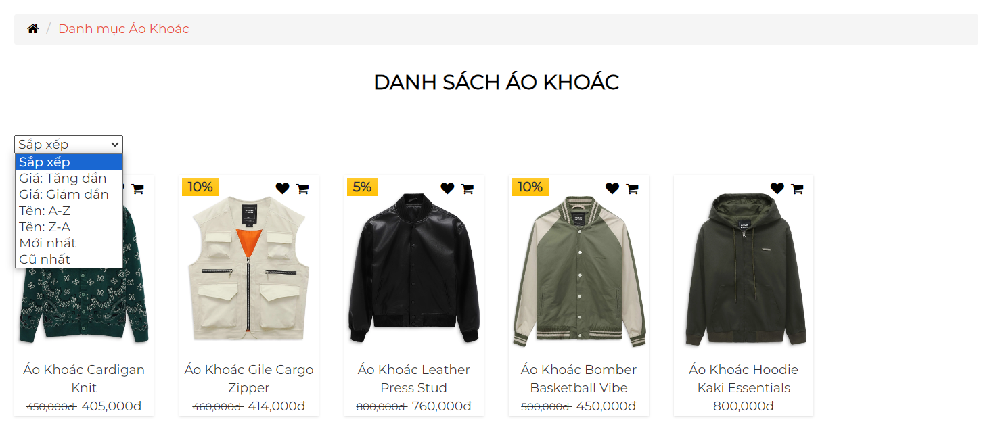 / Danh mục Áo Khoác
DANH SÁCH ÁO KHOÁC
Sắp xếp
Sắp xếp
Giá: Tăng dần
Giá: Giảm dần
Tên: A-Z
Tên: Z-A
Mới nhất
Cũ nhất
10%
5%
10%
Áo Khoác Cardigan
Knit
450,000đ 405,000đ
Áo Khoác Gile Cargo
Zipper
460,000đ 414,000đ
Áo Khoác Leather
Press Stud
800,000đ 760,000đ
Áo Khoác Bomber
Basketball Vibe
500,000đ 450,000đ
Áo Khoác Hoodie
Kaki Essentials
800,000đ